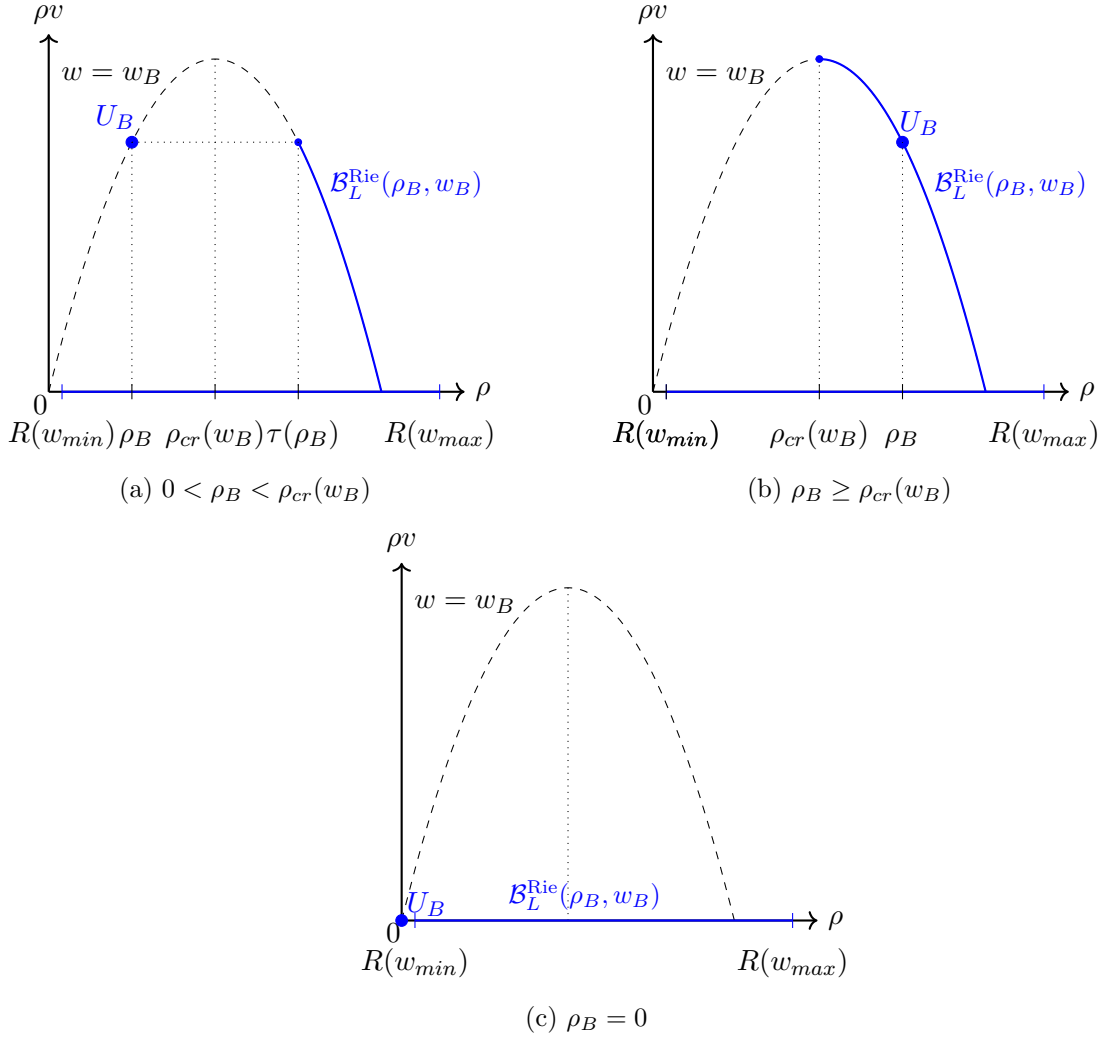 ρv
w = w_B
U_B
𝓑_L^Rie(ρ_B, w_B)
0
ρ
R(w_min) ρ_B ρ_cr(w_B) τ(ρ_B) R(w_max)
(a) 0 < ρ_B < ρ_cr(w_B)
ρv
w = w_B
U_B
𝓑_L^Rie(ρ_B, w_B)
0
ρ
R(w_min) ρ_cr(w_B) ρ_B R(w_max)
(b) ρ_B ≥ ρ_cr(w_B)
ρv
w = w_B
𝓑_L^Rie(ρ_B, w_B)
U_B
0
ρ
R(w_min) R(w_max)
(c) ρ_B = 0